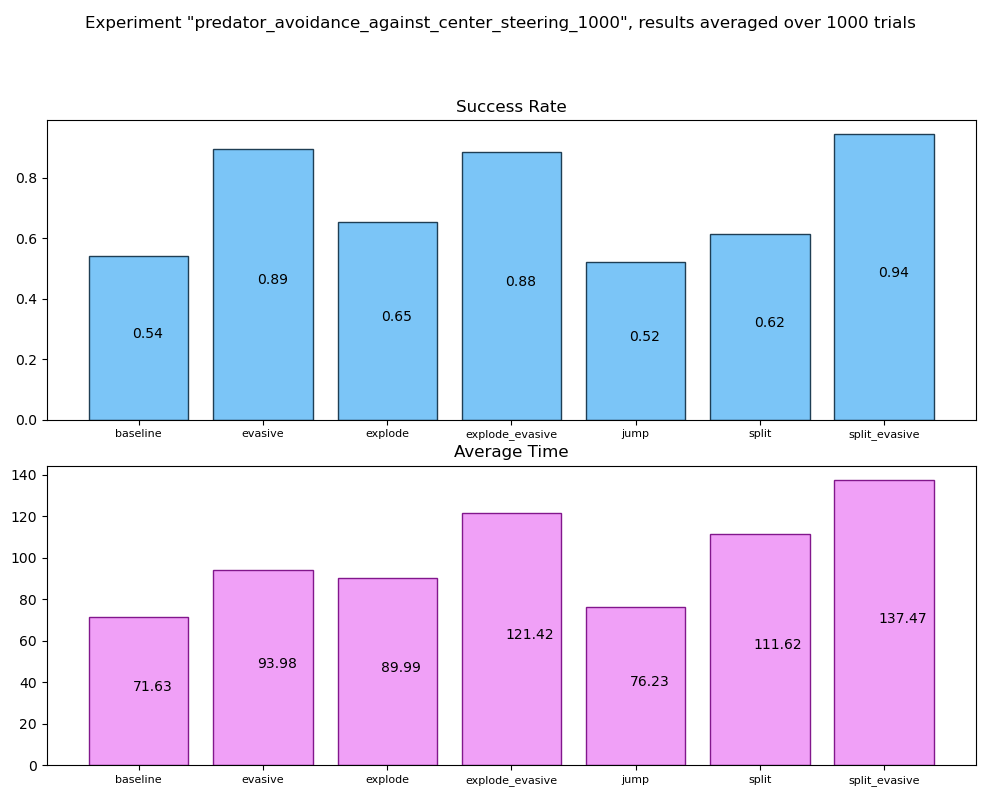 Experiment "predator_avoidance_against_center_steering_1000", results averaged over 1000 trials
Success Rate
0.8
0.6
0.4
0.2
0.0
0.54
0.89
0.65
0.88
0.52
0.62
0.94
baseline
evasive
explode
explode_evasive
jump
split
split_evasive
Average Time
140
120
100
80
60
40
20
0
71.63
93.98
89.99
121.42
76.23
111.62
137.47
baseline
evasive
explode
explode_evasive
jump
split
split_evasive